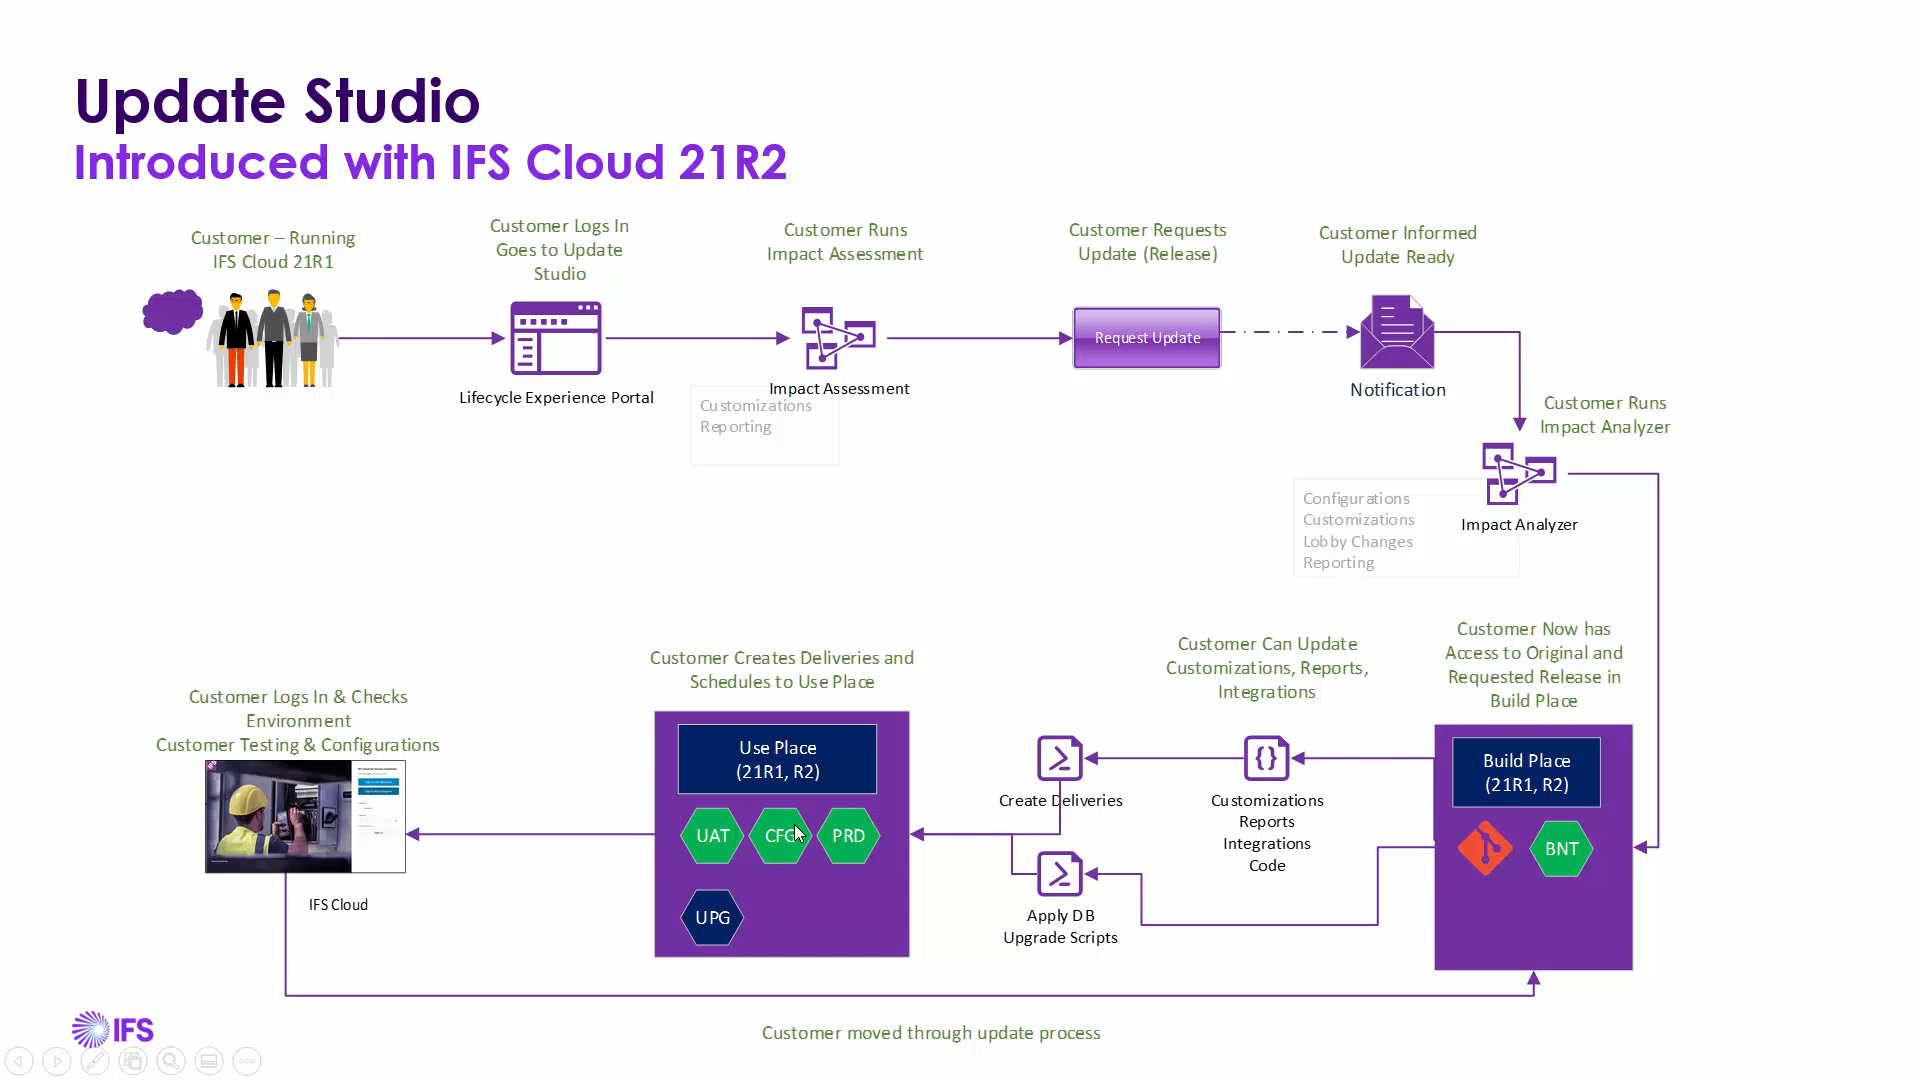 Update Studio
Introduced with IFS Cloud 21R2
Customer – Running
IFS Cloud 21R1
Customer Logs In
Goes to Update
Studio
Customer Runs
Impact Assessment
Customer Requests
Update (Release)
Customer Informed
Update Ready
Request Update
Lifecycle Experience Portal
Impact Assessment
Customizations
Reporting
Notification
Customer Runs
Impact Analyzer
Configurations
Customizations
Lobby Changes
Reporting
Impact Analyzer
Customer Now has
Access to Original and
Requested Release in
Build Place
Customer Can Update
Customizations, Reports,
Integrations
Customer Creates Deliveries and
Schedules to Use Place
Customer Logs In & Checks
Environment
Customer Testing & Configurations
Build Place
(21R1, R2)
BNT
{}
Customizations
Reports
Integrations
Code
Create Deliveries
Apply DB
Upgrade Scripts
Use Place
(21R1, R2)
UAT
CFG
PRD
UPG
IFS Cloud
IFS
Customer moved through update process